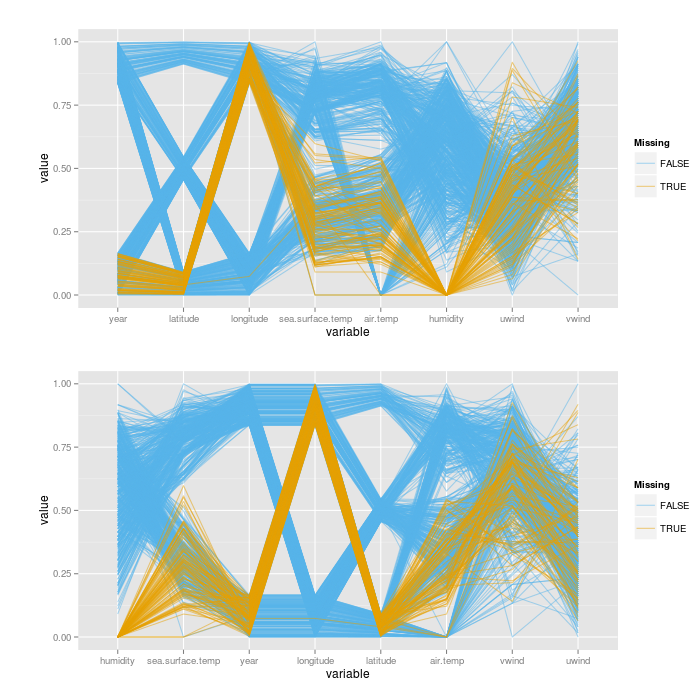 1.00
0.75
0.50
0.25
0.00
value
year latitude longitude sea.surface.temp air.temp humidity uwind vwind
variable
Missing
FALSE
TRUE
1.00
0.75
0.50
0.25
0.00
value
humidity sea.surface.temp year longitude latitude air.temp vwind uwind
variable
Missing
FALSE
TRUE